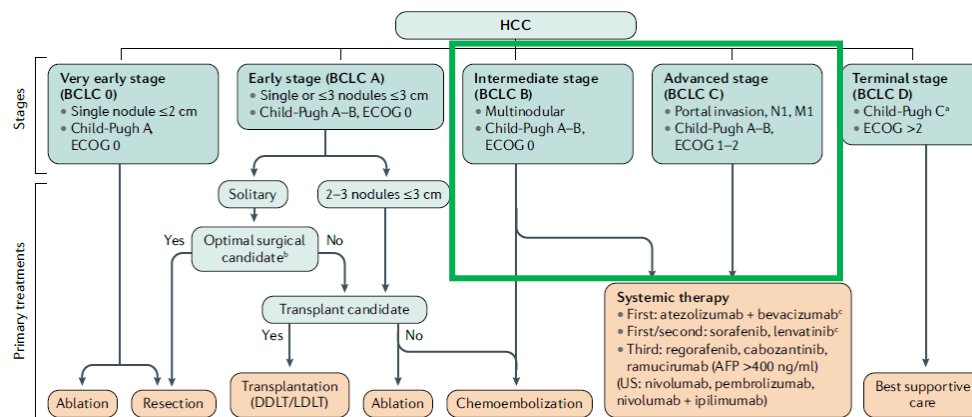 HCC
Stages
Very early stage
(BCLC 0)
• Single nodule ≤2 cm
• Child-Pugh A,
ECOG 0
Early stage (BCLC A)
• Single or ≤3 nodules ≤3 cm
• Child-Pugh A–B, ECOG 0
Intermediate stage
(BCLC B)
• Multinodular
• Child-Pugh A–B,
ECOG 0
Advanced stage
(BCLC C)
• Portal invasion, N1, M1
• Child-Pugh A–B,
ECOG 1–2
Terminal stage
(BCLC D)
• Child-Pugh Cᵃ
• ECOG >2
Primary treatments
Solitary
2–3 nodules ≤3 cm
Yes
Optimal surgical
candidateᵇ
No
Transplant candidate
Yes
No
Ablation
Resection
Transplantation
(DDLT/LDLT)
Ablation
Chemoembolization
Systemic therapy
• First: atezolizumab + bevacizumabᶜ
• First/second: sorafenib, lenvatinibᶜ
• Third: regorafenib, cabozantinib,
ramucirumab (AFP >400 ng/ml)
(US: nivolumab, pembrolizumab,
nivolumab + ipilimumab)
Best supportive
care